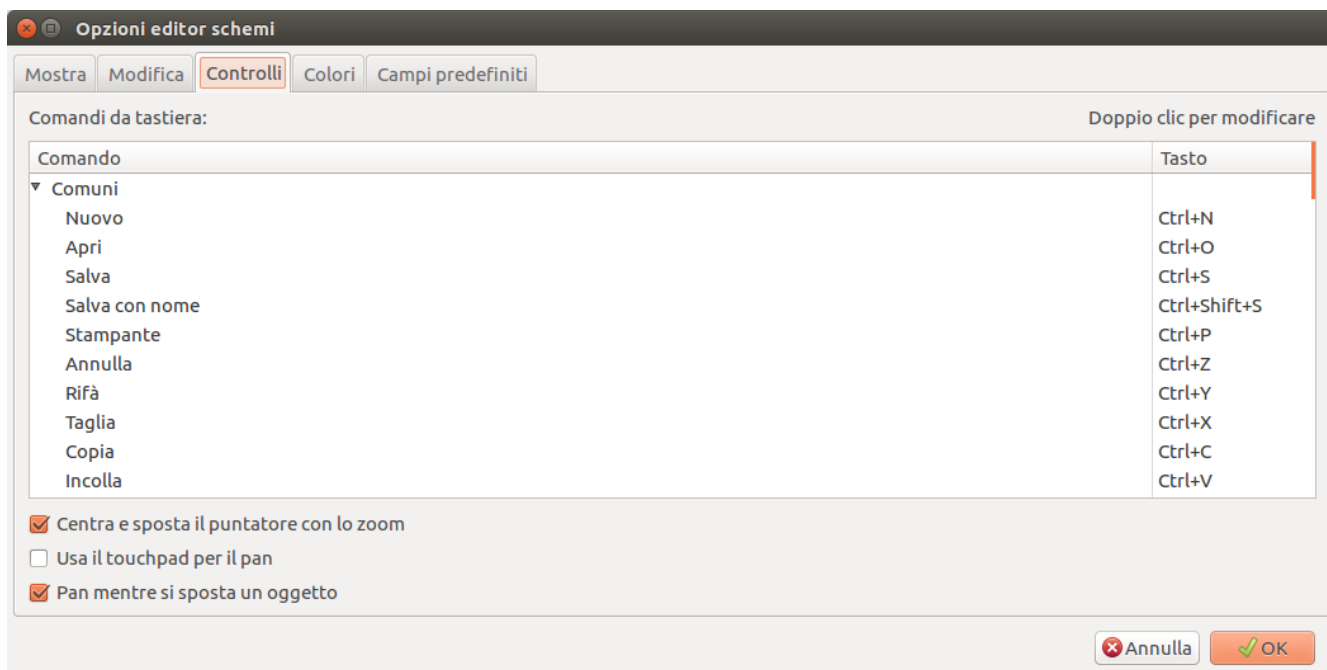 Opzioni editor schemi
Mostra Modifica Controlli Colori Campi predefiniti
Comandi da tastiera: Doppio clic per modificare
Comando Tasto
Comuni
Nuovo Ctrl+N
Apri Ctrl+O
Salva Ctrl+S
Salva con nome Ctrl+Shift+S
Stampante Ctrl+P
Annulla Ctrl+Z
Rifà Ctrl+Y
Taglia Ctrl+X
Copia Ctrl+C
Incolla Ctrl+V
Centra e sposta il puntatore con lo zoom
Usa il touchpad per il pan
Pan mentre si sposta un oggetto
Annulla OK